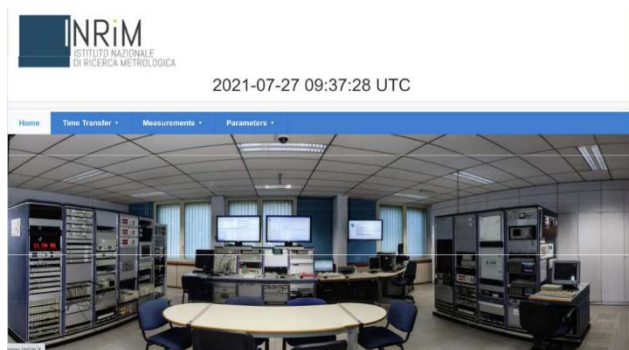 INRiM
ISTITUTO NAZIONALE
DI RICERCA METROLOGICA
2021-07-27 09:37:28 UTC
Home Time Transfer Measurements Parameters